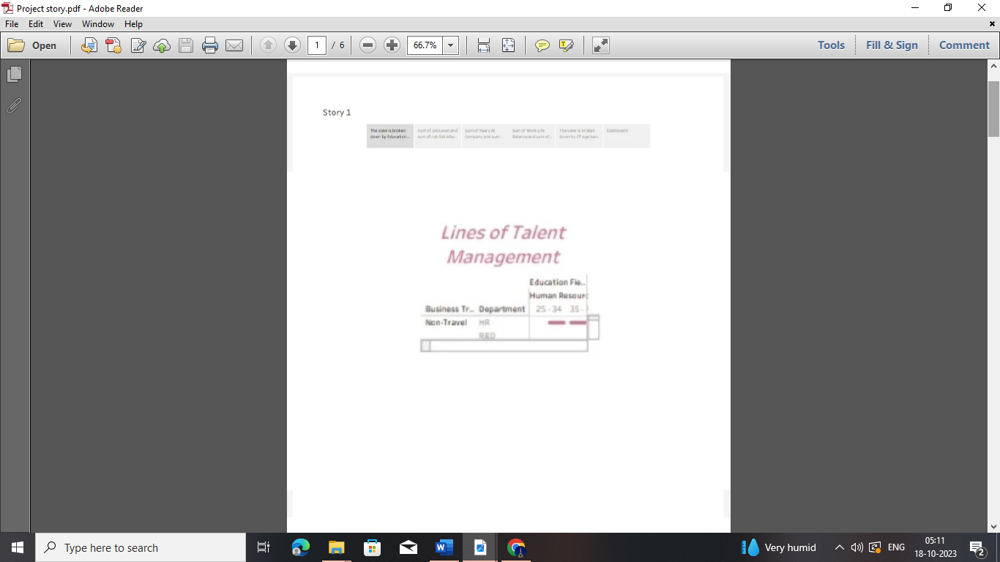 Project story.pdf - Adobe Reader
File Edit View Window Help
Open 1 / 6 66.7% Tools Fill & Sign Comment
Story 1
The view is broken down by Education...
Sum of Job Level and sum of Job Satisfac...
Sum of Years At Company and sum ...
Sum of Work Life Balance and sum of...
The view is broken down by CF age ban...
Dashboard
Lines of Talent
Management
Education Fie..
Human Resour
Business Tr.. Department 25 - 34 35 -
Non-Travel HR
R&D
Type here to search Very humid ENG 05:11
18-10-2023
2